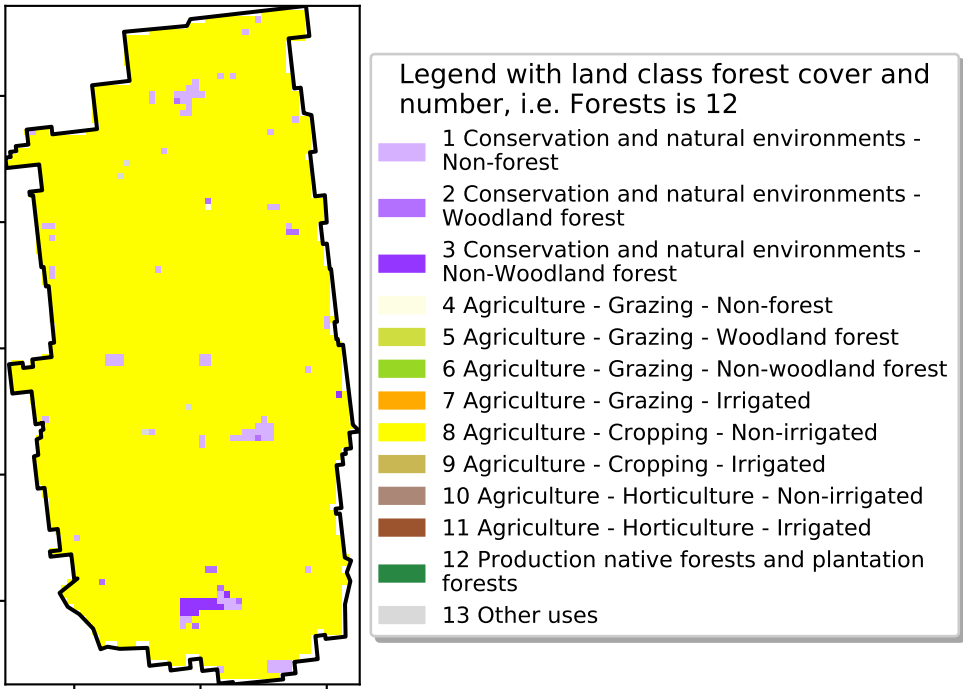 Legend with land class forest cover and
number, i.e. Forests is 12
1 Conservation and natural environments -
Non-forest
2 Conservation and natural environments -
Woodland forest
3 Conservation and natural environments -
Non-Woodland forest
4 Agriculture - Grazing - Non-forest
5 Agriculture - Grazing - Woodland forest
6 Agriculture - Grazing - Non-woodland forest
7 Agriculture - Grazing - Irrigated
8 Agriculture - Cropping - Non-irrigated
9 Agriculture - Cropping - Irrigated
10 Agriculture - Horticulture - Non-irrigated
11 Agriculture - Horticulture - Irrigated
12 Production native forests and plantation
forests
13 Other uses